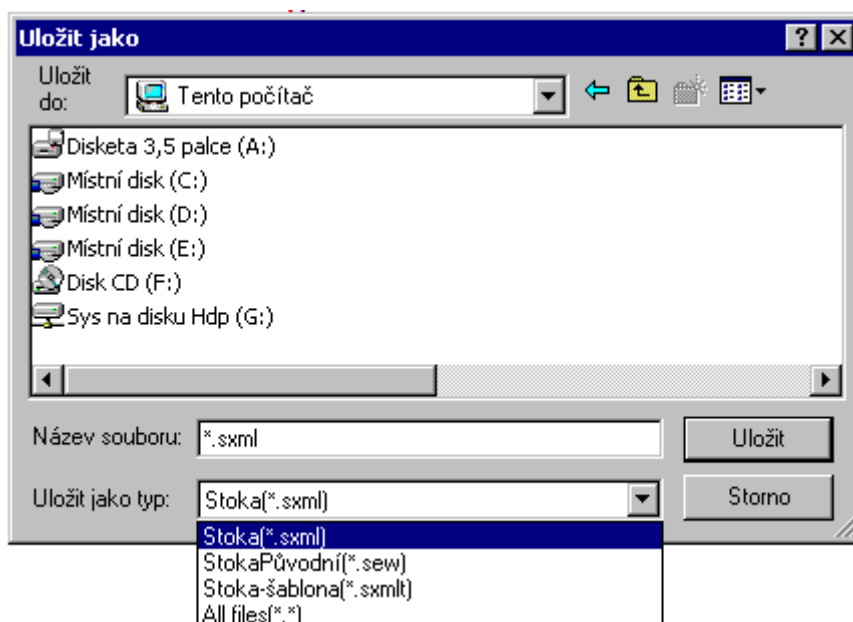 Uložit jako
Uložit do:
Tento počítač
Disketa 3,5 palce (A:)
Místní disk (C:)
Místní disk (D:)
Místní disk (E:)
Disk CD (F:)
Sys na disku Hdp (G:)
Název souboru: *.sxml Uložit
Uložit jako typ: Stoka(*.sxml) Storno
Stoka(*.sxml)
StokaPůvodní(*.sew)
Stoka-šablona(*.sxmlt)
All files(*.*)